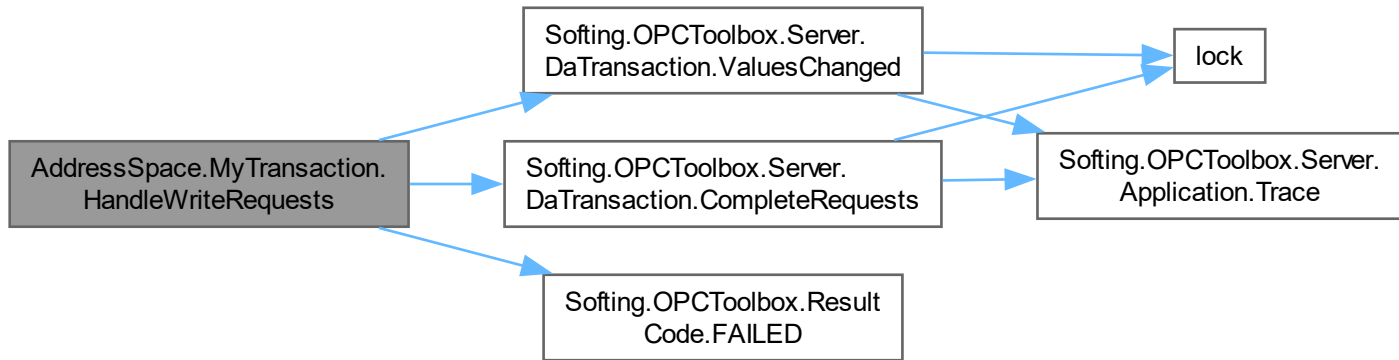 AddressSpace.MyTransaction.
HandleWriteRequests
Softing.OPCToolbox.Server.
DaTransaction.ValuesChanged
Softing.OPCToolbox.Server.
DaTransaction.CompleteRequests
Softing.OPCToolbox.Result
Code.FAILED
lock
Softing.OPCToolbox.Server.
Application.Trace